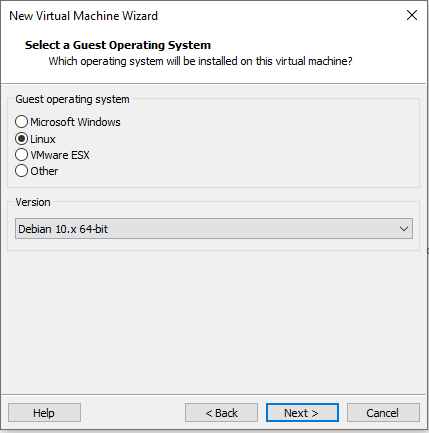 New Virtual Machine Wizard
Select a Guest Operating System
Which operating system will be installed on this virtual machine?
Guest operating system
Microsoft Windows
Linux
VMware ESX
Other
Version
Debian 10.x 64-bit
Help
< Back
Next >
Cancel